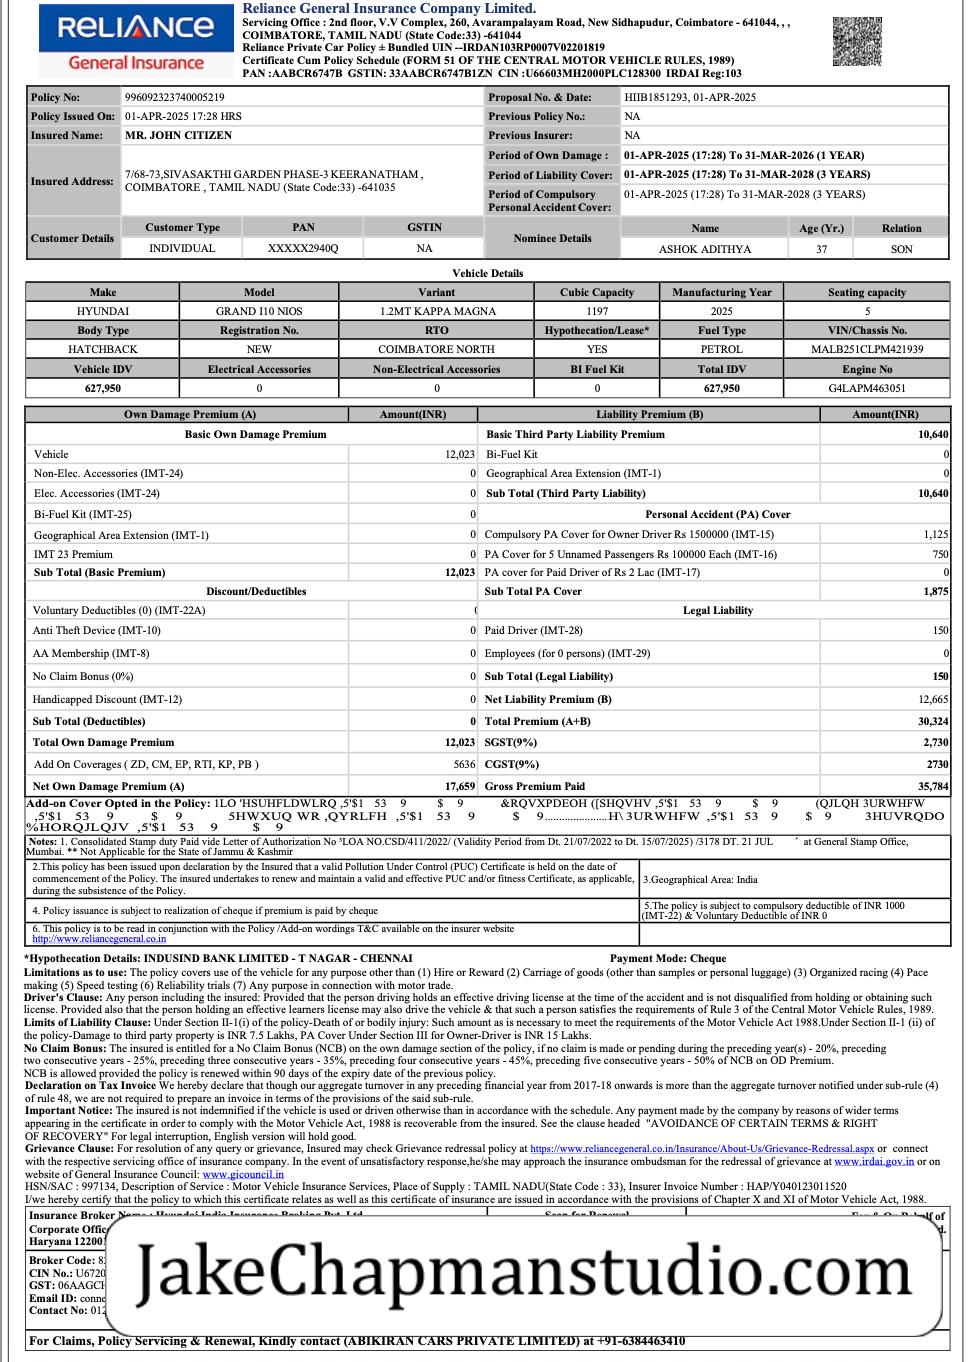 RELIANCE
General Insurance
Reliance General Insurance Company Limited.
Servicing Office : 2nd floor, V.V Complex, 260, Avarampalayam Road, New Sidhapudur, Coimbatore - 641044, , ,
COIMBATORE, TAMIL NADU (State Code:33) -641044
Reliance Private Car Policy ± Bundled UIN --IRDAN103RP0007V02201819
Certificate Cum Policy Schedule (FORM 51 OF THE CENTRAL MOTOR VEHICLE RULES, 1989)
PAN :AABCR6747B GSTIN: 33AABCR6747B1ZN CIN :U66603MH2000PLC128300 IRDAI Reg:103
Policy No: 996092323740005219 Proposal No. & Date: HIIB1851293, 01-APR-2025
Policy Issued On: 01-APR-2025 17:28 HRS Previous Policy No.: NA
Insured Name: MR. JOHN CITIZEN Previous Insurer: NA
Insured Address: 7/68-73,SIVASAKTHI GARDEN PHASE-3 KEERANATHAM ,
COIMBATORE , TAMIL NADU (State Code:33) -641035
Period of Own Damage : 01-APR-2025 (17:28) To 31-MAR-2026 (1 YEAR)
Period of Liability Cover: 01-APR-2025 (17:28) To 31-MAR-2028 (3 YEARS)
Period of Compulsory
Personal Accident Cover: 01-APR-2025 (17:28) To 31-MAR-2028 (3 YEARS)
Customer Details Customer Type PAN GSTIN Nominee Details Name Age (Yr.) Relation
INDIVIDUAL XXXXX2940Q NA ASHOK ADITHYA 37 SON
Vehicle Details
Make Model Variant Cubic Capacity Manufacturing Year Seating capacity
HYUNDAI GRAND I10 NIOS 1.2MT KAPPA MAGNA 1197 2025 5
Body Type Registration No. RTO Hypothecation/Lease* Fuel Type VIN/Chassis No.
HATCHBACK NEW COIMBATORE NORTH YES PETROL MALB251CLPM421939
Vehicle IDV Electrical Accessories Non-Electrical Accessories BI Fuel Kit Total IDV Engine No
627,950 0 0 0 627,950 G4LAPM463051
Own Damage Premium (A) Amount(INR) Liability Premium (B) Amount(INR)
Basic Own Damage Premium Basic Third Party Liability Premium 10,640
Vehicle 12,023 Bi-Fuel Kit 0
Non-Elec. Accessories (IMT-24) 0 Geographical Area Extension (IMT-1) 0
Elec. Accessories (IMT-24) 0 Sub Total (Third Party Liability) 10,640
Bi-Fuel Kit (IMT-25) 0 Personal Accident (PA) Cover
Geographical Area Extension (IMT-1) 0 Compulsory PA Cover for Owner Driver Rs 1500000 (IMT-15) 1,125
IMT 23 Premium 0 PA Cover for 5 Unnamed Passengers Rs 100000 Each (IMT-16) 750
Sub Total (Basic Premium) 12,023 PA cover for Paid Driver of Rs 2 Lac (IMT-17) 0
Discount/Deductibles Sub Total PA Cover 1,875
Voluntary Deductibles (0) (IMT-22A) Legal Liability
Anti Theft Device (IMT-10) 0 Paid Driver (IMT-28) 150
AA Membership (IMT-8) 0 Employees (for 0 persons) (IMT-29) 0
No Claim Bonus (0%) 0 Sub Total (Legal Liability) 150
Handicapped Discount (IMT-12) 0 Net Liability Premium (B) 12,665
Sub Total (Deductibles) 0 Total Premium (A+B) 30,324
Total Own Damage Premium 12,023 SGST(9%) 2,730
Add On Coverages ( ZD, CM, EP, RTI, KP, PB ) 5636 CGST(9%) 2730
Net Own Damage Premium (A) 17,659 Gross Premium Paid 35,784
Add-on Cover Opted in the Policy: 1LO 'HSUHFLDWLRQ ,5'$1 53 9 $ 9 &RQVXPDEOH ([SHQVHV ,5'$1 53 9 $ 9 (QJLQH 3URWHFW
,5'$1 53 9 $ 9 5HWXUQ WR ,QYRLFH ,5'$1 53 9 $ 9.....................H\ 3URWHFW ,5'$1 53 9 $ 9 3HUVRQDO
%HORQJLQJV ,5'$1 53 9 $ 9
Notes: 1. Consolidated Stamp duty Paid vide Letter of Authorization No ³LOA NO.CSD/411/2022/ (Validity Period from Dt. 21/07/2022 to Dt. 15/07/2025) /3178 DT. 21 JUL ´ at General Stamp Office,
Mumbai. ** Not Applicable for the State of Jammu & Kashmir
2.This policy has been issued upon declaration by the Insured that a valid Pollution Under Control (PUC) Certificate is held on the date of
commencement of the Policy. The insured undertakes to renew and maintain a valid and effective PUC and/or fitness Certificate, as applicable,
during the subsistence of the Policy.
3.Geographical Area: India
4. Policy issuance is subject to realization of cheque if premium is paid by cheque
5.The policy is subject to compulsory deductible of INR 1000
(IMT-22) & Voluntary Deductible of INR 0
6. This policy is to be read in conjunction with the Policy /Add-on wordings T&C available on the insurer website
http://www.reliancegeneral.co.in
*Hypothecation Details: INDUSIND BANK LIMITED - T NAGAR - CHENNAI Payment Mode: Cheque
Limitations as to use: The policy covers use of the vehicle for any purpose other than (1) Hire or Reward (2) Carriage of goods (other than samples or personal luggage) (3) Organized racing (4) Pace
making (5) Speed testing (6) Reliability trials (7) Any purpose in connection with motor trade.
Driver's Clause: Any person including the insured: Provided that the person driving holds an effective driving license at the time of the accident and is not disqualified from holding or obtaining such
license. Provided also that the person holding an effective learners license may also drive the vehicle & that such a person satisfies the requirements of Rule 3 of the Central Motor Vehicle Rules, 1989.
Limits of Liability Clause: Under Section II-1(i) of the policy-Death of or bodily injury: Such amount as is necessary to meet the requirements of the Motor Vehicle Act 1988.Under Section II-1 (ii) of
the policy-Damage to third party property is INR 7.5 Lakhs, PA Cover Under Section III for Owner-Driver is INR 15 Lakhs.
No Claim Bonus: The insured is entitled for a No Claim Bonus (NCB) on the own damage section of the policy, if no claim is made or pending during the preceding year(s) - 20%, preceding
two consecutive years - 25%, preceding three consecutive years - 35%, preceding four consecutive years - 45%, preceding five consecutive years - 50% of NCB on OD Premium.
NCB is allowed provided the policy is renewed within 90 days of the expiry date of the previous policy.
Declaration on Tax Invoice We hereby declare that though our aggregate turnover in any preceding financial year from 2017-18 onwards is more than the aggregate turnover notified under sub-rule (4)
of rule 48, we are not required to prepare an invoice in terms of the provisions of the said sub-rule.
Important Notice: The insured is not indemnified if the vehicle is used or driven otherwise than in accordance with the schedule. Any payment made by the company by reasons of wider terms
appearing in the certificate in order to comply with the Motor Vehicle Act, 1988 is recoverable from the insured. See the clause headed "AVOIDANCE OF CERTAIN TERMS & RIGHT
OF RECOVERY" For legal interruption, English version will hold good.
Grievance Clause: For resolution of any query or grievance, Insured may check Grievance redressal policy at https://www.reliancegeneral.co.in/Insurance/About-Us/Grievance-Redressal.aspx or connect
with the respective servicing office of insurance company. In the event of unsatisfactory response,he/she may approach the insurance ombudsman for the redressal of grievance at www.irdai.gov.in or on
website of General Insurance Council: www.gicouncil.in
HSN/SAC : 997134, Description of Service : Motor Vehicle Insurance Services, Place of Supply : TAMIL NADU(State Code : 33), Insurer Invoice Number : HAP/Y040123011520
I/we hereby certify that the policy to which this certificate relates as well as this certificate of insurance are issued in accordance with the provisions of Chapter X and XI of Motor Vehicle Act, 1988.
Insurance Broker Name : Hyundai India Insurance Broking Pvt. Ltd. Scan for Renewal
Corporate Offic
Haryana 12200
Broker Code: 8
CIN No.: U6720
GST: 06AAGCH
Email ID: conne
Contact No: 012
JakeChapmanstudio.com
For Claims, Policy Servicing & Renewal, Kindly contact (ABIKIRAN CARS PRIVATE LIMITED) at +91-6384463410